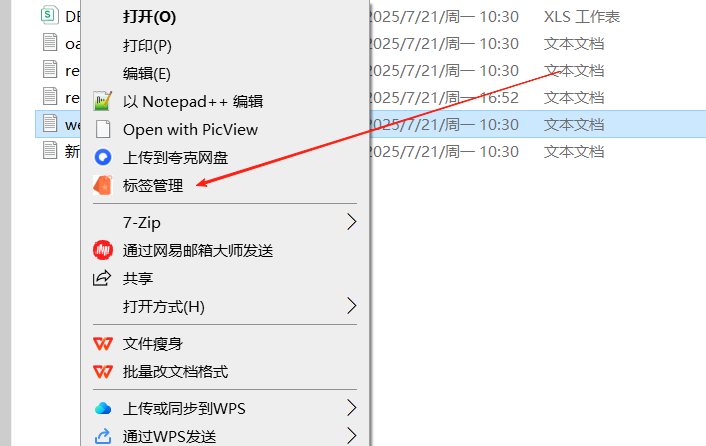 DE 打开(O) 2025/7/21/周一 10:30 XLS 工作表
oa 打印(P) 2025/7/21/周一 10:30 文本文档
re 编辑(E) 2025/7/21/周一 10:30 文本文档
re 以 Notepad++ 编辑 2025/7/21/周一 16:52 文本文档
we Open with PicView 2025/7/21/周一 10:30 文本文档
新 上传到夸克网盘 2025/7/21/周一 10:30 文本文档
标签管理
7-Zip
通过网易邮箱大师发送
共享
打开方式(H)
文件瘦身
批量改文档格式
上传或同步到WPS
通过WPS发送